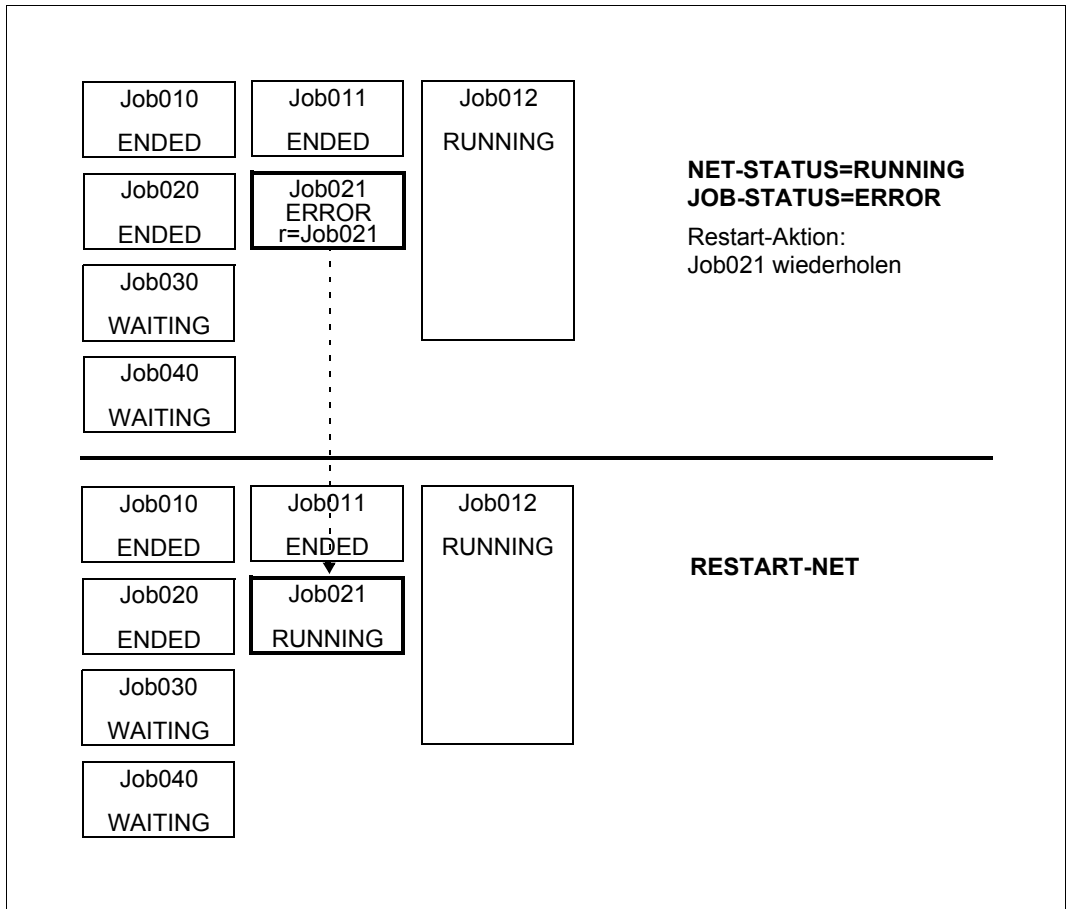 Job010
ENDED
Job011
ENDED
Job012
RUNNING
Job020
ENDED
Job021
ERROR
r=Job021
Job030
WAITING
Job040
WAITING
NET-STATUS=RUNNING
JOB-STATUS=ERROR
Restart-Aktion:
Job021 wiederholen
Job010
ENDED
Job011
ENDED
Job012
RUNNING
Job020
ENDED
Job021
RUNNING
Job030
WAITING
Job040
WAITING
RESTART-NET